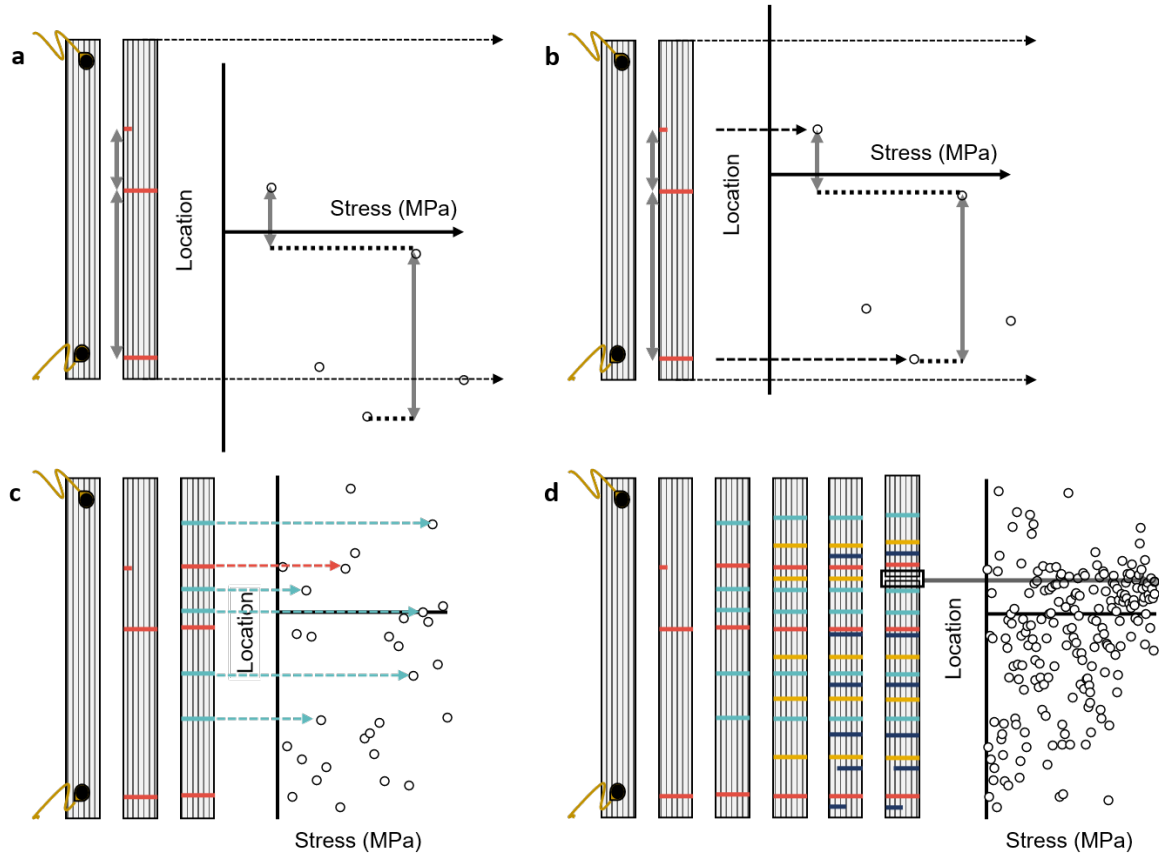 a
Stress (MPa)
Location
b
Stress (MPa)
Location
c
Location
Stress (MPa)
d
Location
Stress (MPa)